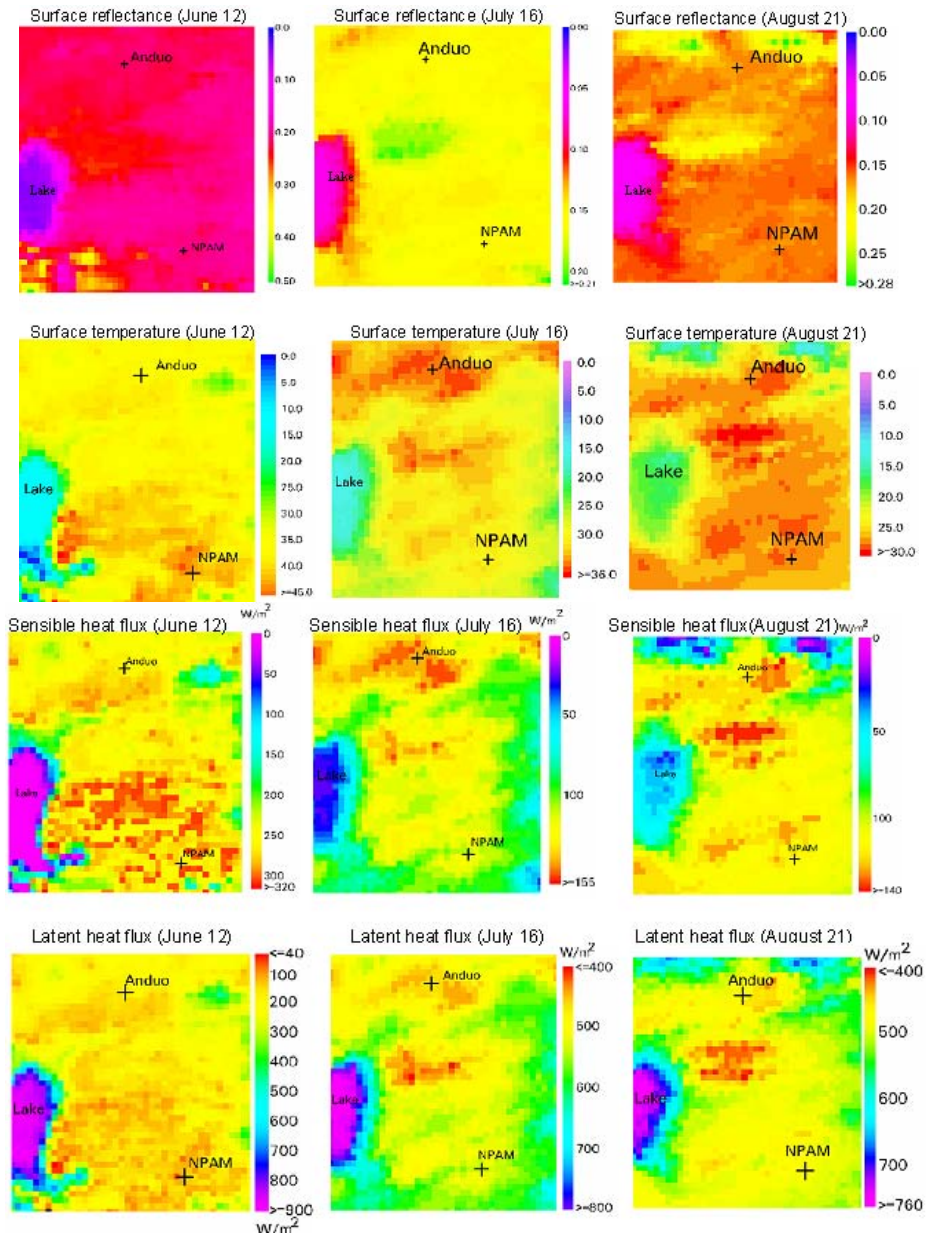 Surface reflectance (June 12)
Anduo
Lake
NPAM
0.0
0.10
0.20
0.30
0.40
0.50
Surface reflectance (July 16)
Anduo
Lake
NPAM
0.00
0.05
0.10
0.15
0.20
>=0.21
Surface reflectance (August 21)
Anduo
Lake
NPAM
0.00
0.05
0.10
0.15
0.20
0.25
>0.28
Surface temperature (June 12)
Anduo
Lake
NPAM
0.0
5.0
10.0
15.0
20.0
25.0
30.0
35.0
40.0
>=45.0
Surface temperature (July 16)
Anduo
Lake
NPAM
0.0
5.0
10.0
15.0
20.0
25.0
30.0
>=36.0
Surface temperature (August 21)
Anduo
Lake
NPAM
0.0
5.0
10.0
15.0
20.0
25.0
>=30.0
Sensible heat flux (June 12)
W/m²
Anduo
Lake
NPAM
0
50
100
150
200
250
300
>=320
Sensible heat flux (July 16)
W/m²
Anduo
Lake
NPAM
0
50
100
>=155
Sensible heat flux(August 21)
W/m²
Anduo
Lake
NPAM
0
50
100
>=140
Latent heat flux (June 12)
Anduo
Lake
NPAM
<=40
100
200
300
400
500
600
700
800
>=900
W/m²
Latent heat flux (July 16)
W/m²
Anduo
Lake
NPAM
<=400
500
600
700
>=800
Latent heat flux (August 21)
W/m²
Anduo
Lake
NPAM
<=400
500
600
700
>=760